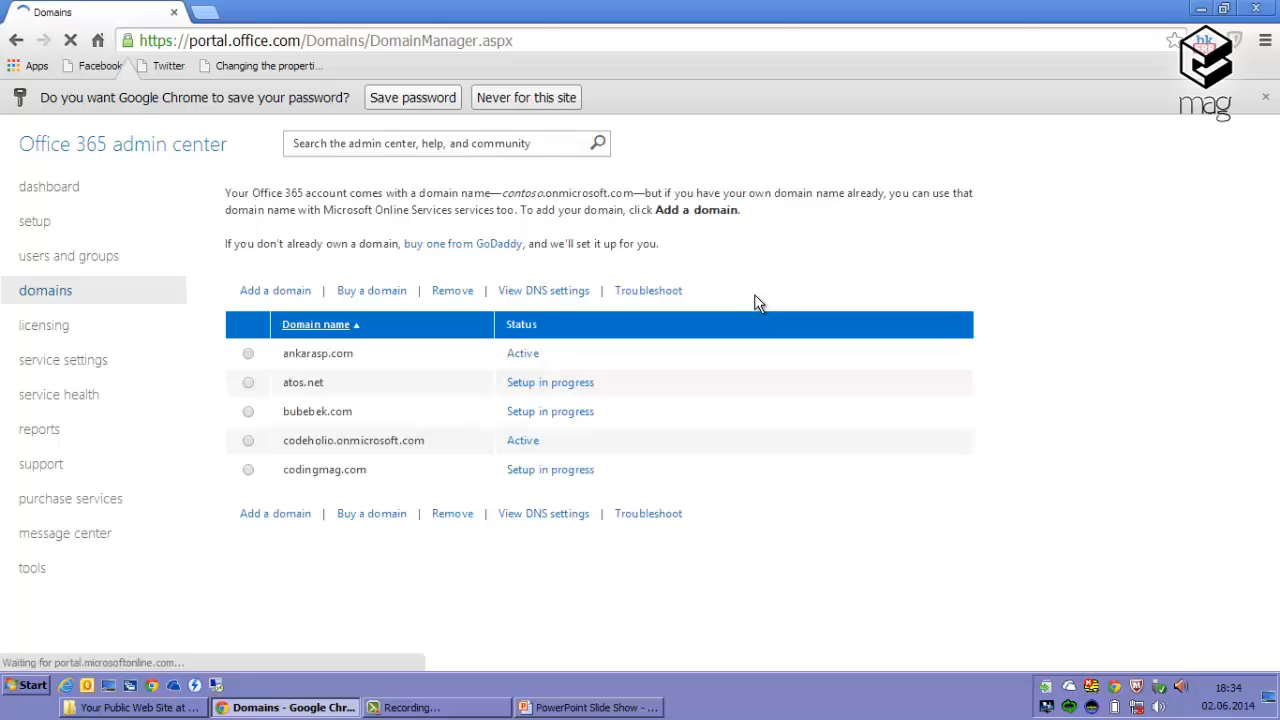 Domains
https://portal.office.com/Domains/DomainManager.aspx
Apps Facebook Twitter Changing the properti...
Do you want Google Chrome to save your password? Save password Never for this site
mag
Office 365 admin center
Search the admin center, help, and community
dashboard
setup
users and groups
domains
licensing
service settings
service health
reports
support
purchase services
message center
tools
Your Office 365 account comes with a domain name—contoso.onmicrosoft.com—but if you have your own domain name already, you can use that
domain name with Microsoft Online Services services too. To add your domain, click Add a domain.
If you don't already own a domain, buy one from GoDaddy, and we'll set it up for you.
Add a domain | Buy a domain | Remove | View DNS settings | Troubleshoot
Domain name Status
ankarasp.com Active
atos.net Setup in progress
bubebek.com Setup in progress
codeholio.onmicrosoft.com Active
codingmag.com Setup in progress
Add a domain | Buy a domain | Remove | View DNS settings | Troubleshoot
Waiting for portal.microsoftonline.com...
Start
Your Public Web Site at ... Domains - Google Chr... Recording... PowerPoint Slide Show - ...
18:34
02.06.2014